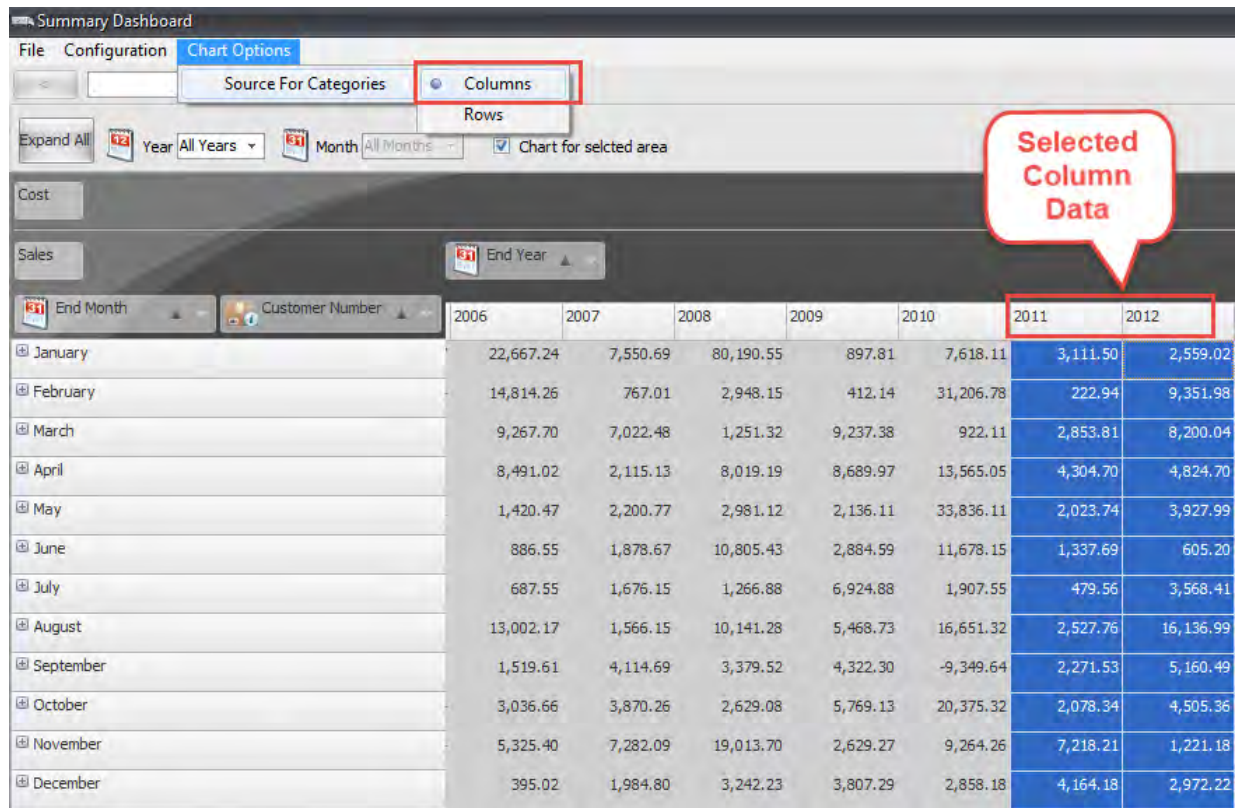 Summary Dashboard
File Configuration Chart Options
Source For Categories Columns
Rows
Expand All Year All Years Month All Months Chart for selcted area
Selected
Column
Data
Cost
Sales End Year
End Month Customer Number 2006 2007 2008 2009 2010 2011 2012
January 22,667.24 7,550.69 80,190.55 897.81 7,618.11 3,111.50 2,559.02
February 14,814.26 767.01 2,948.15 412.14 31,206.78 222.94 9,351.98
March 9,267.70 7,022.48 1,251.32 9,237.38 922.11 2,853.81 8,200.04
April 8,491.02 2,115.13 8,019.19 8,689.97 13,565.05 4,304.70 4,824.70
May 1,420.47 2,200.77 2,981.12 2,136.11 33,836.11 2,023.74 3,927.99
June 886.55 1,878.67 10,805.43 2,884.59 11,678.15 1,337.69 605.20
July 687.55 1,676.15 1,266.88 6,924.88 1,907.55 479.56 3,568.41
August 13,002.17 1,566.15 10,141.28 5,468.73 16,651.32 2,527.76 16,136.99
September 1,519.61 4,114.69 3,379.52 4,322.30 -9,349.64 2,271.53 5,160.49
October 3,036.66 3,870.26 2,629.08 5,769.13 20,375.32 2,078.34 4,505.36
November 5,325.40 7,282.09 19,013.70 2,629.27 9,264.26 7,218.21 1,221.18
December 395.02 1,984.80 3,242.23 3,807.29 2,858.18 4,164.18 2,972.22